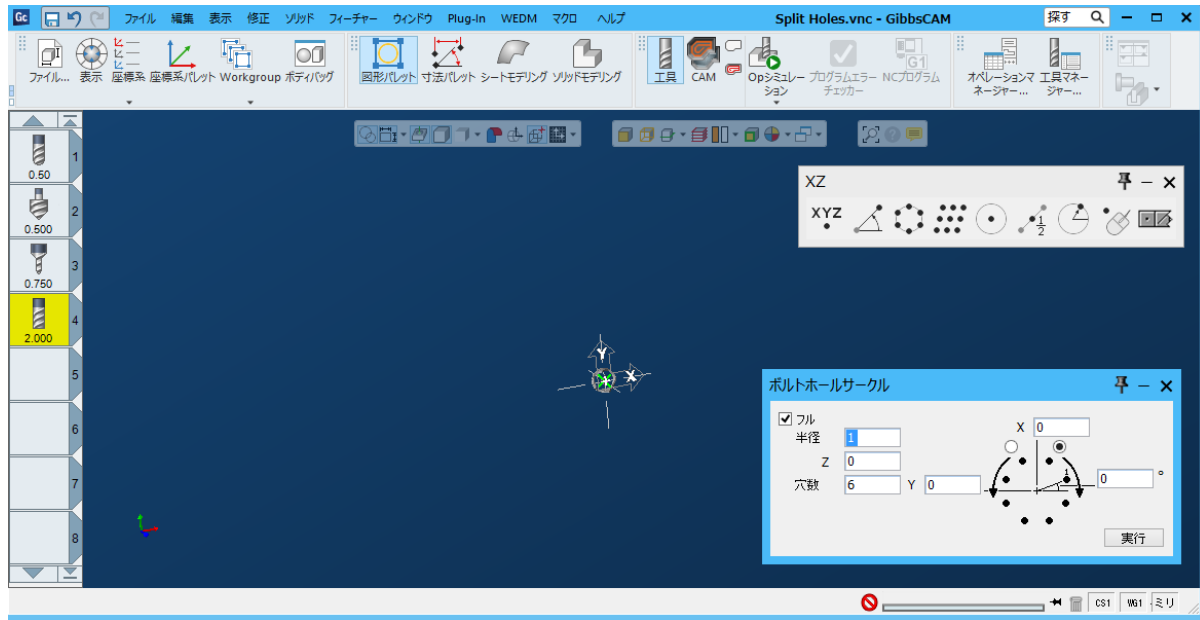 Gc ファイル 編集 表示 修正 ソリッド フィーチャー ウィンドウ Plug-In WEDM マクロ ヘルプ Split Holes.vnc - GibbsCAM 探す
ファイル... 表示 座標系 座標系パレット Workgroup ボディバッグ 図形パレット 寸法パレット シートモデリング ソリッドモデリング 工具 CAM Opシミュレーション プログラムエラーチェッカー G1 NCプログラム オペレーションマネージャー... 工具マネージャー...
0.50 1
0.500 2
0.750 3
2.000 4
5
6
7
8
XZ
XYZ 1/2
Y
X
ボルトホールサークル
フル
半径 1
X 0
Z 0
穴数 6 Y 0
1 0 °
実行
CS1 WG1 ミリ